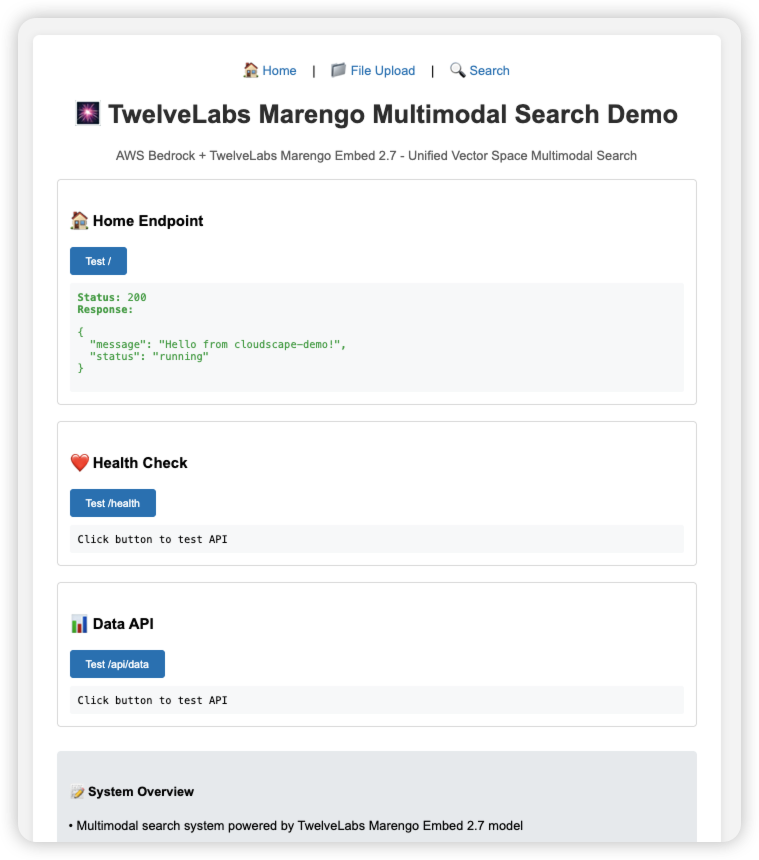 Home | File Upload | Search
TwelveLabs Marengo Multimodal Search Demo
AWS Bedrock + TwelveLabs Marengo Embed 2.7 - Unified Vector Space Multimodal Search
Home Endpoint
Test /
Status: 200
Response:
{
  "message": "Hello from cloudscape-demo!",
  "status": "running"
}
Health Check
Test /health
Click button to test API
Data API
Test /api/data
Click button to test API
System Overview
• Multimodal search system powered by TwelveLabs Marengo Embed 2.7 model